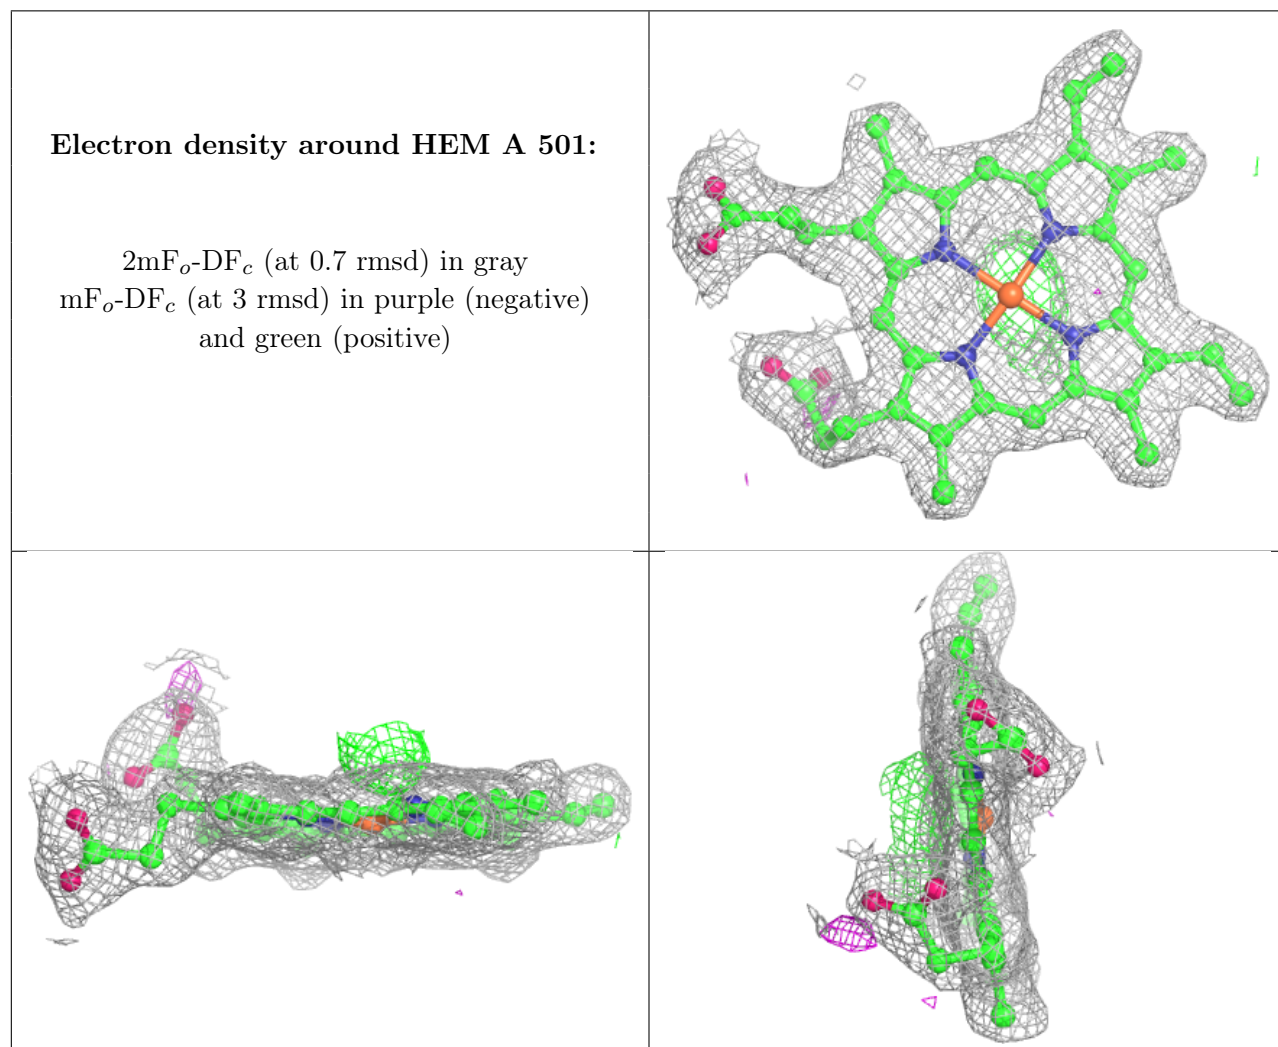 Electron density around HEM A 501:
2mFo-DFc (at 0.7 rmsd) in gray
mFo-DFc (at 3 rmsd) in purple (negative)
and green (positive)